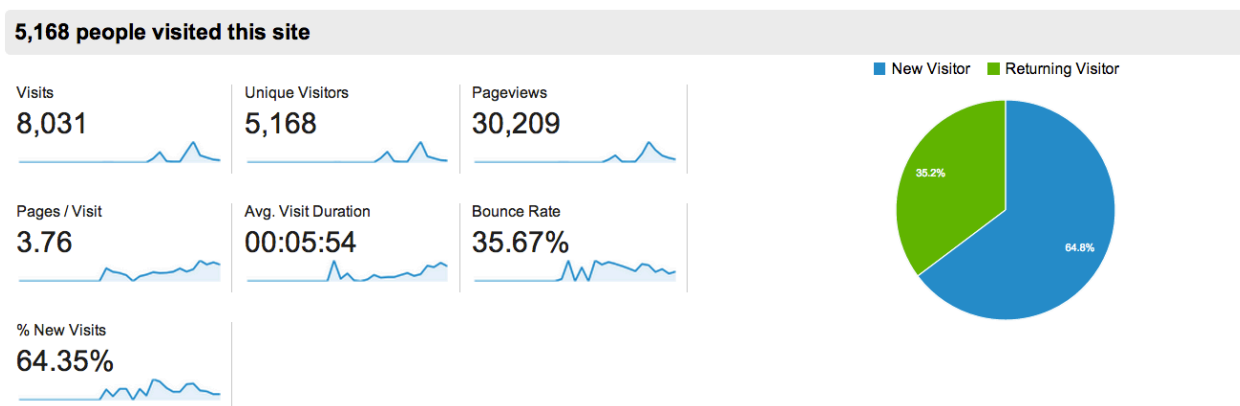 5,168 people visited this site
New Visitor
Returning Visitor
Visits
8,031
Unique Visitors
5,168
Pageviews
30,209
Pages / Visit
3.76
Avg. Visit Duration
00:05:54
Bounce Rate
35.67%
% New Visits
64.35%
35.2%
64.8%